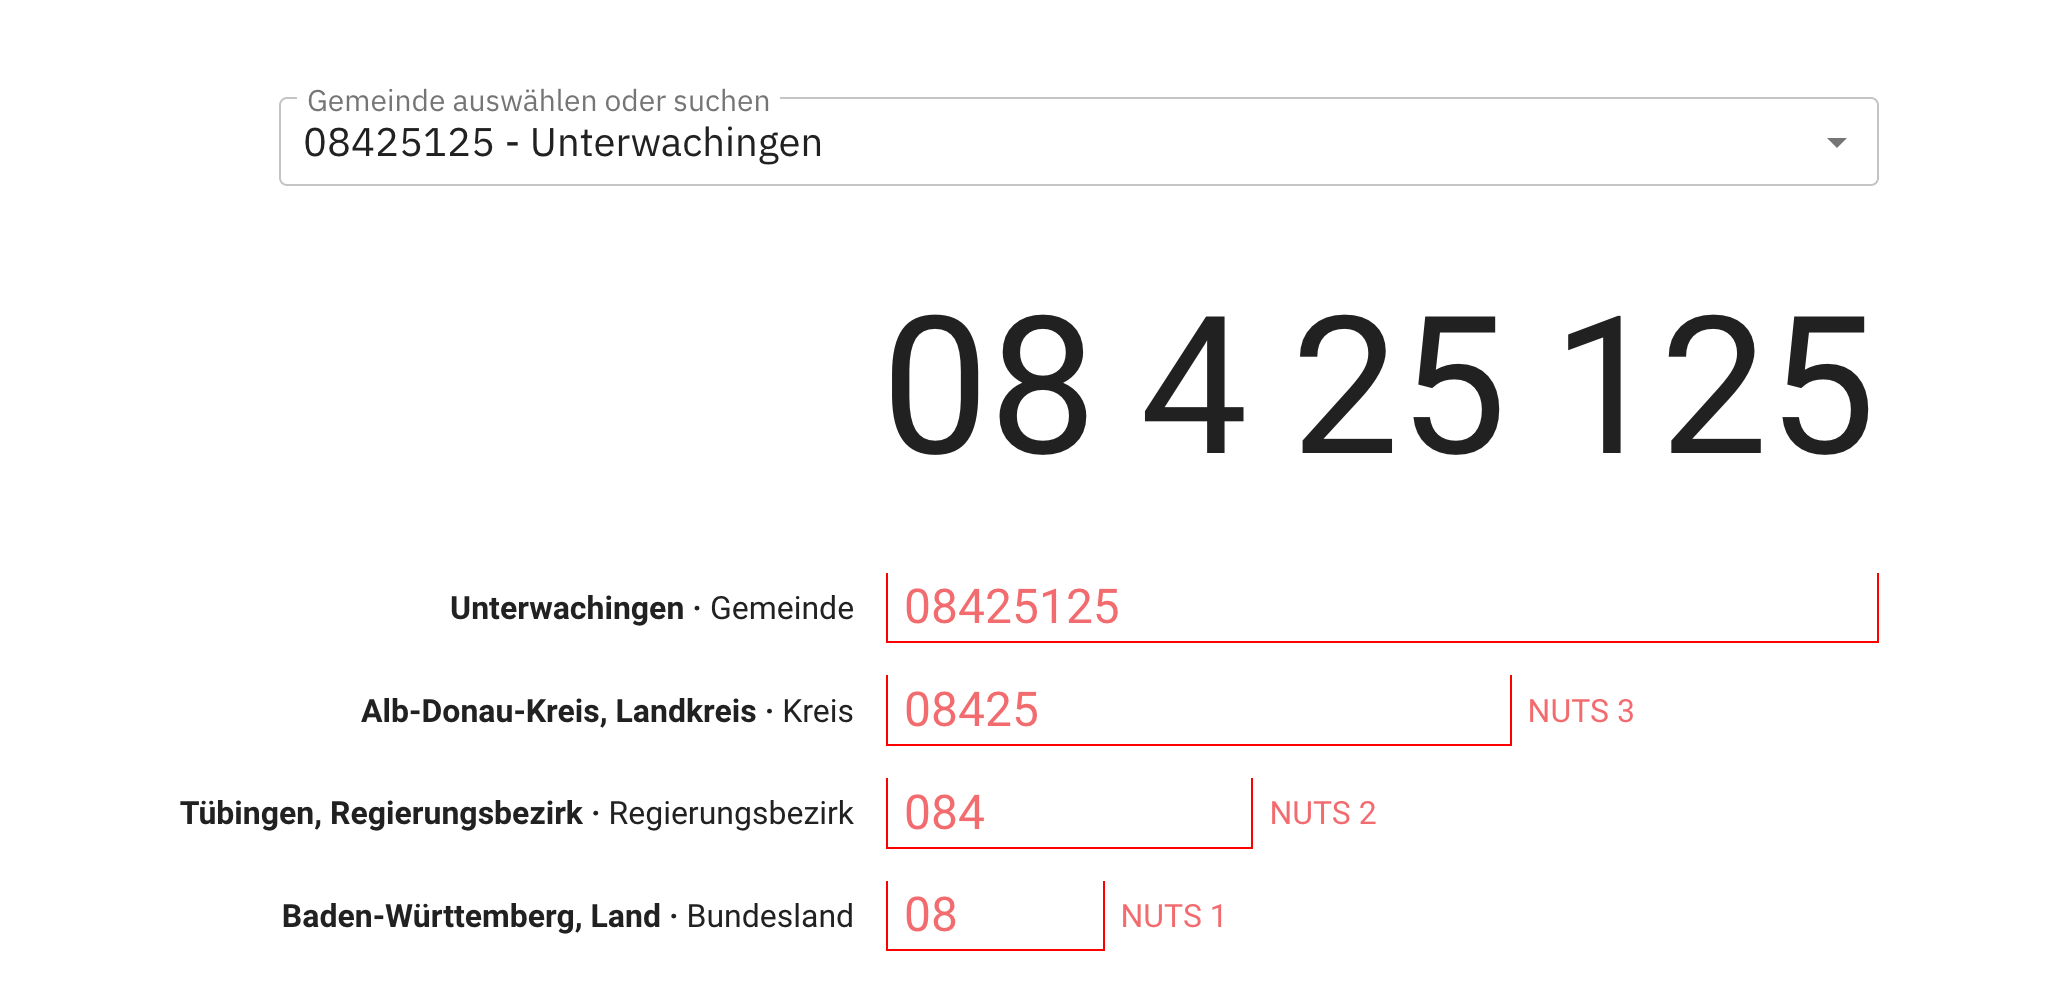 Gemeinde auswählen oder suchen
08425125 - Unterwachingen
08 4 25 125
Unterwachingen · Gemeinde 08425125
Alb-Donau-Kreis, Landkreis · Kreis 08425 NUTS 3
Tübingen, Regierungsbezirk · Regierungsbezirk 084 NUTS 2
Baden-Württemberg, Land · Bundesland 08 NUTS 1